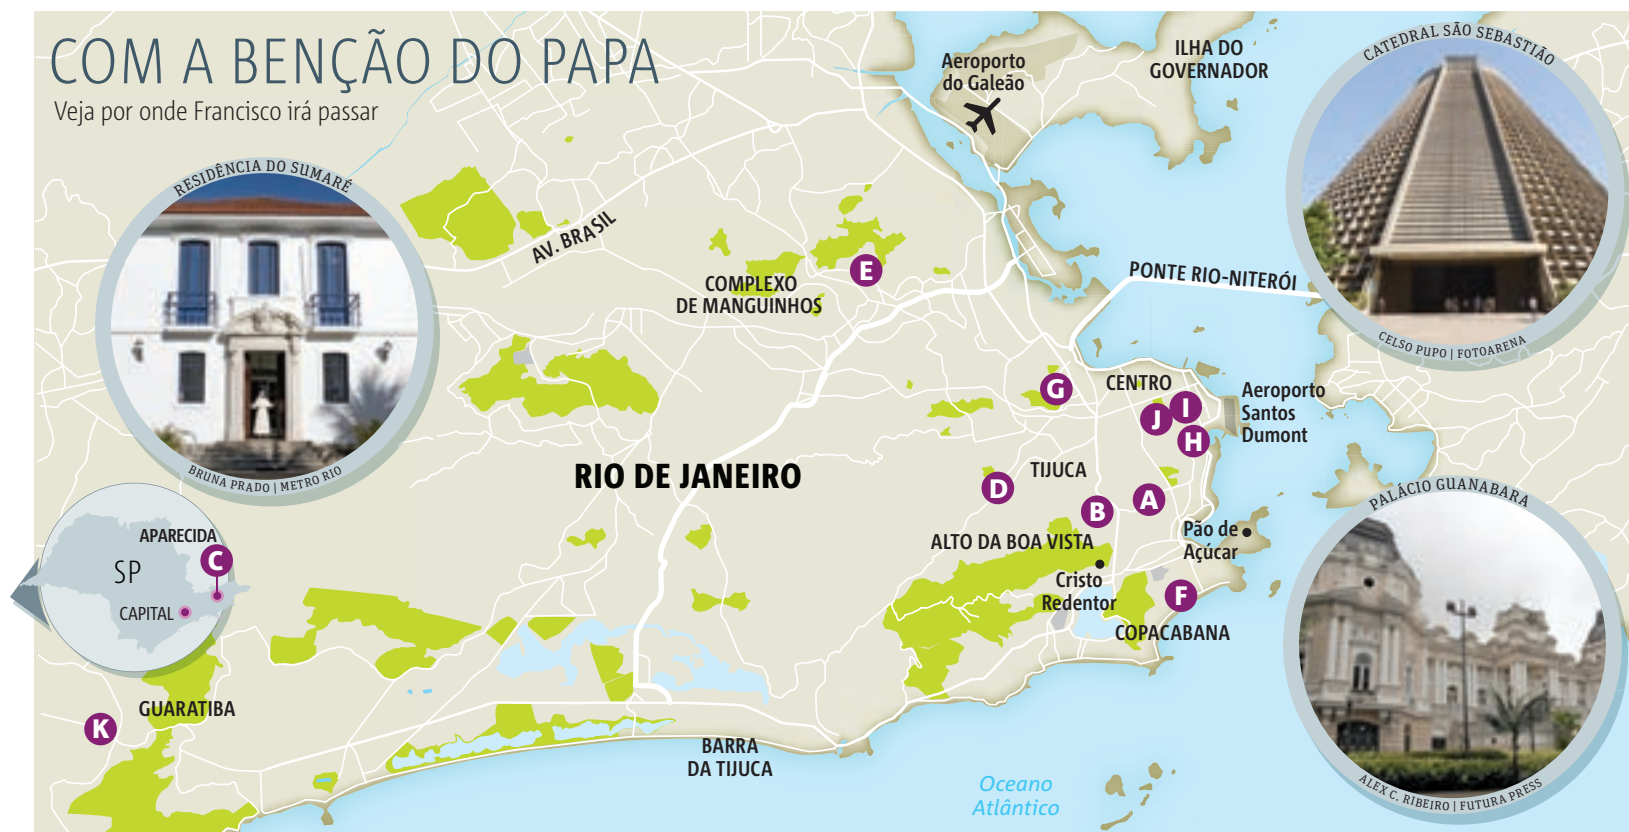 COM A BENÇÃO DO PAPA
Veja por onde Francisco irá passar
RESIDÊNCIA DO SUMARÉ
BRUNA PRADO | METRO RIO
CATEDRAL SÃO SEBASTIÃO
CELSO PUPO | FOTOARENA
Aeroporto
do Galeão
ILHA DO
GOVERNADOR
AV. BRASIL
E
COMPLEXO
DE MANGUINHOS
PONTE RIO-NITERÓI
G
CENTRO
I
J
H
Aeroporto
Santos
Dumont
RIO DE JANEIRO
TIJUCA
D
A
B
ALTO DA BOA VISTA
Pão de
Açúcar
Cristo
Redentor
F
COPACABANA
PALÁCIO GUANABARA
ALEX C. RIBEIRO | FUTURA PRESS
APARECIDA
C
SP
CAPITAL
GUARATIBA
K
BARRA
DA TIJUCA
Oceano
Atlântico